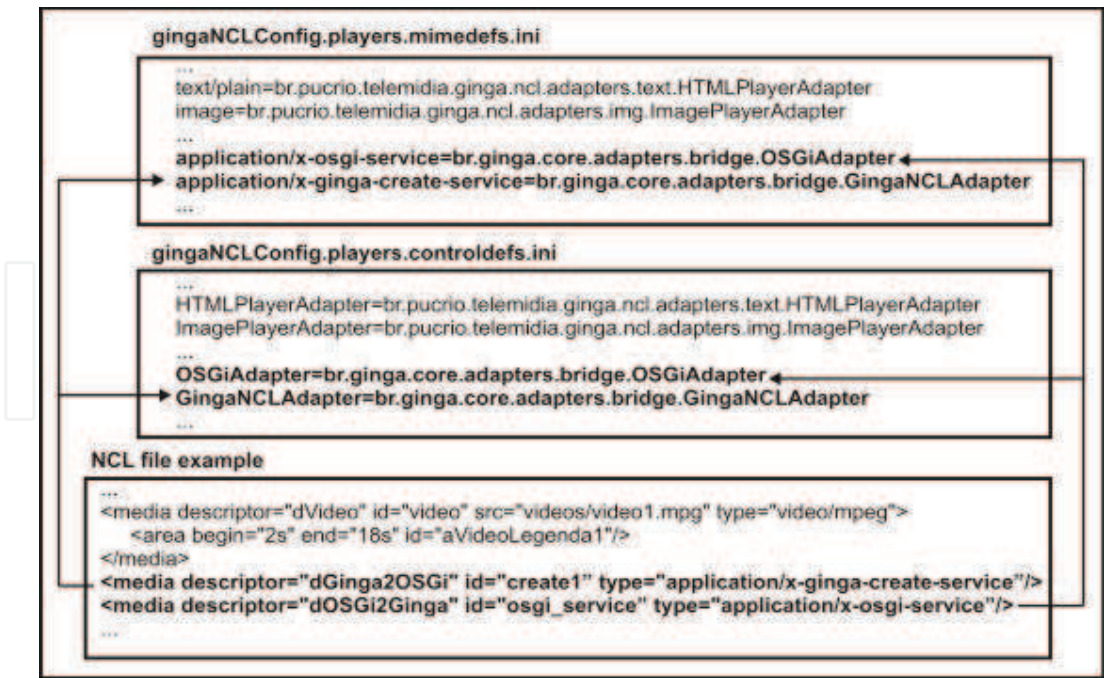 gingaNCLConfig.players.mimedefs.ini
...
text/plain=br.pucrio.telemidia.ginga.ncl.adapters.text.HTMLPlayerAdapter
image=br.pucrio.telemidia.ginga.ncl.adapters.img.ImagePlayerAdapter
...
application/x-osgi-service=br.ginga.core.adapters.bridge.OSGiAdapter
application/x-ginga-create-service=br.ginga.core.adapters.bridge.GingaNCLAdapter
...
gingaNCLConfig.players.controldefs.ini
...
HTMLPlayerAdapter=br.pucrio.telemidia.ginga.ncl.adapters.text.HTMLPlayerAdapter
ImagePlayerAdapter=br.pucrio.telemidia.ginga.ncl.adapters.img.ImagePlayerAdapter
...
OSGiAdapter=br.ginga.core.adapters.bridge.OSGiAdapter
GingaNCLAdapter=br.ginga.core.adapters.bridge.GingaNCLAdapter
...
NCL file example
...
<media descriptor="dVideo" id="video" src="videos/video1.mpg" type="video/mpeg">
<area begin="2s" end="18s" id="aVideoLegenda1"/>
</media>
<media descriptor="dGinga2OSGi" id="create1" type="application/x-ginga-create-service"/>
<media descriptor="dOSGi2Ginga" id="osgi_service" type="application/x-osgi-service"/>
...